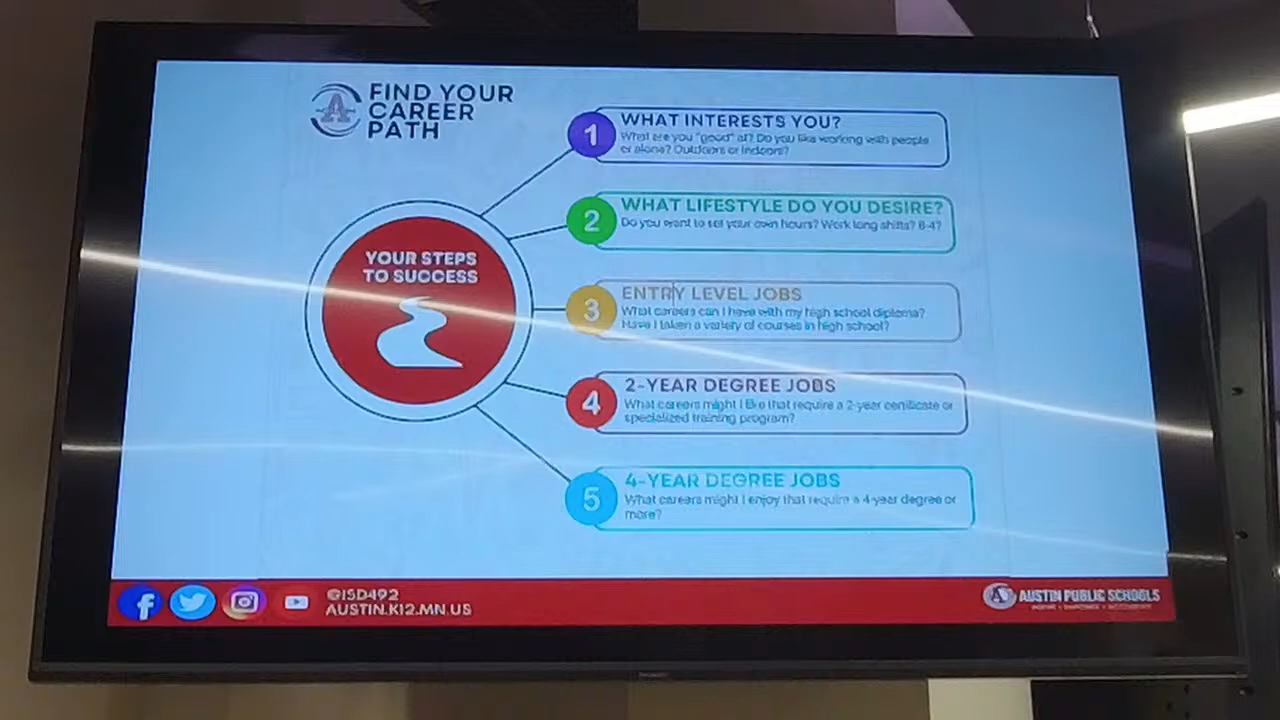 FIND YOUR
CAREER
PATH
YOUR STEPS
TO SUCCESS
1
WHAT INTERESTS YOU?
What are you "good" at? Do you like working with people
or alone? Outdoors or indoors?
2
WHAT LIFESTYLE DO YOU DESIRE?
Do you want to set your own hours? Work long shifts? 8-4?
3
ENTRY LEVEL JOBS
What careers can I have with my high school diploma?
Have I taken a variety of courses in high school?
4
2-YEAR DEGREE JOBS
What careers might I like that require a 2-year certificate or
specialized training program?
5
4-YEAR DEGREE JOBS
What careers might I enjoy that require a 4-year degree or
more?
@ISD492
AUSTIN.K12.MN.US
A AUSTIN PUBLIC SCHOOLS